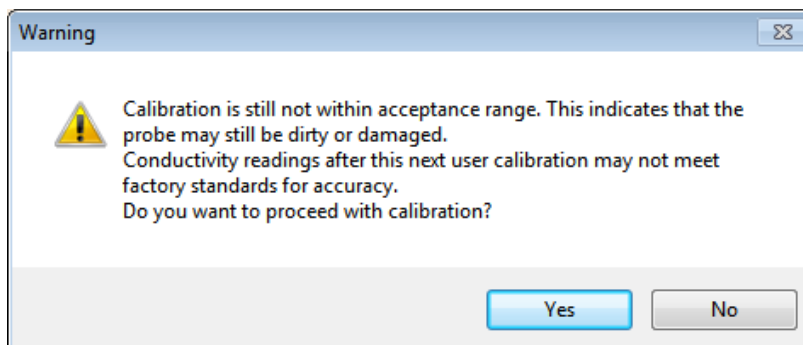 Warning
Calibration is still not within acceptance range. This indicates that the
probe may still be dirty or damaged.
Conductivity readings after this next user calibration may not meet
factory standards for accuracy.
Do you want to proceed with calibration?
Yes
No